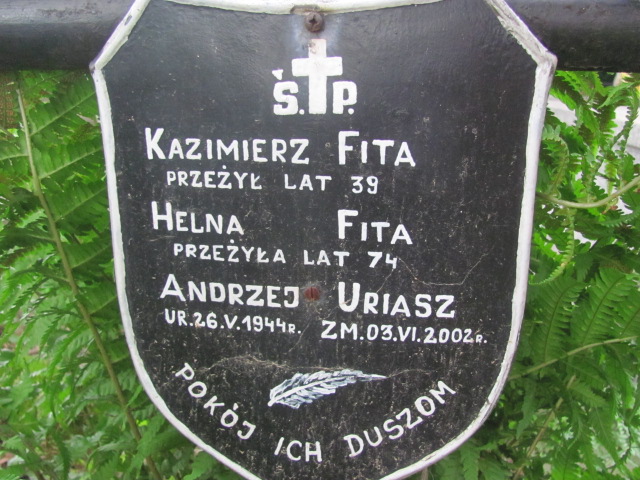 Ś.P.
KAZIMIERZ FITA
PRZEŻYŁ LAT 39
HELNA FITA
PRZEŻYŁA LAT 74
ANDRZEJ URIASZ
UR.26.V.1944R. ZM.03.VI.2002R.
POKÓJ ICH DUSZOM